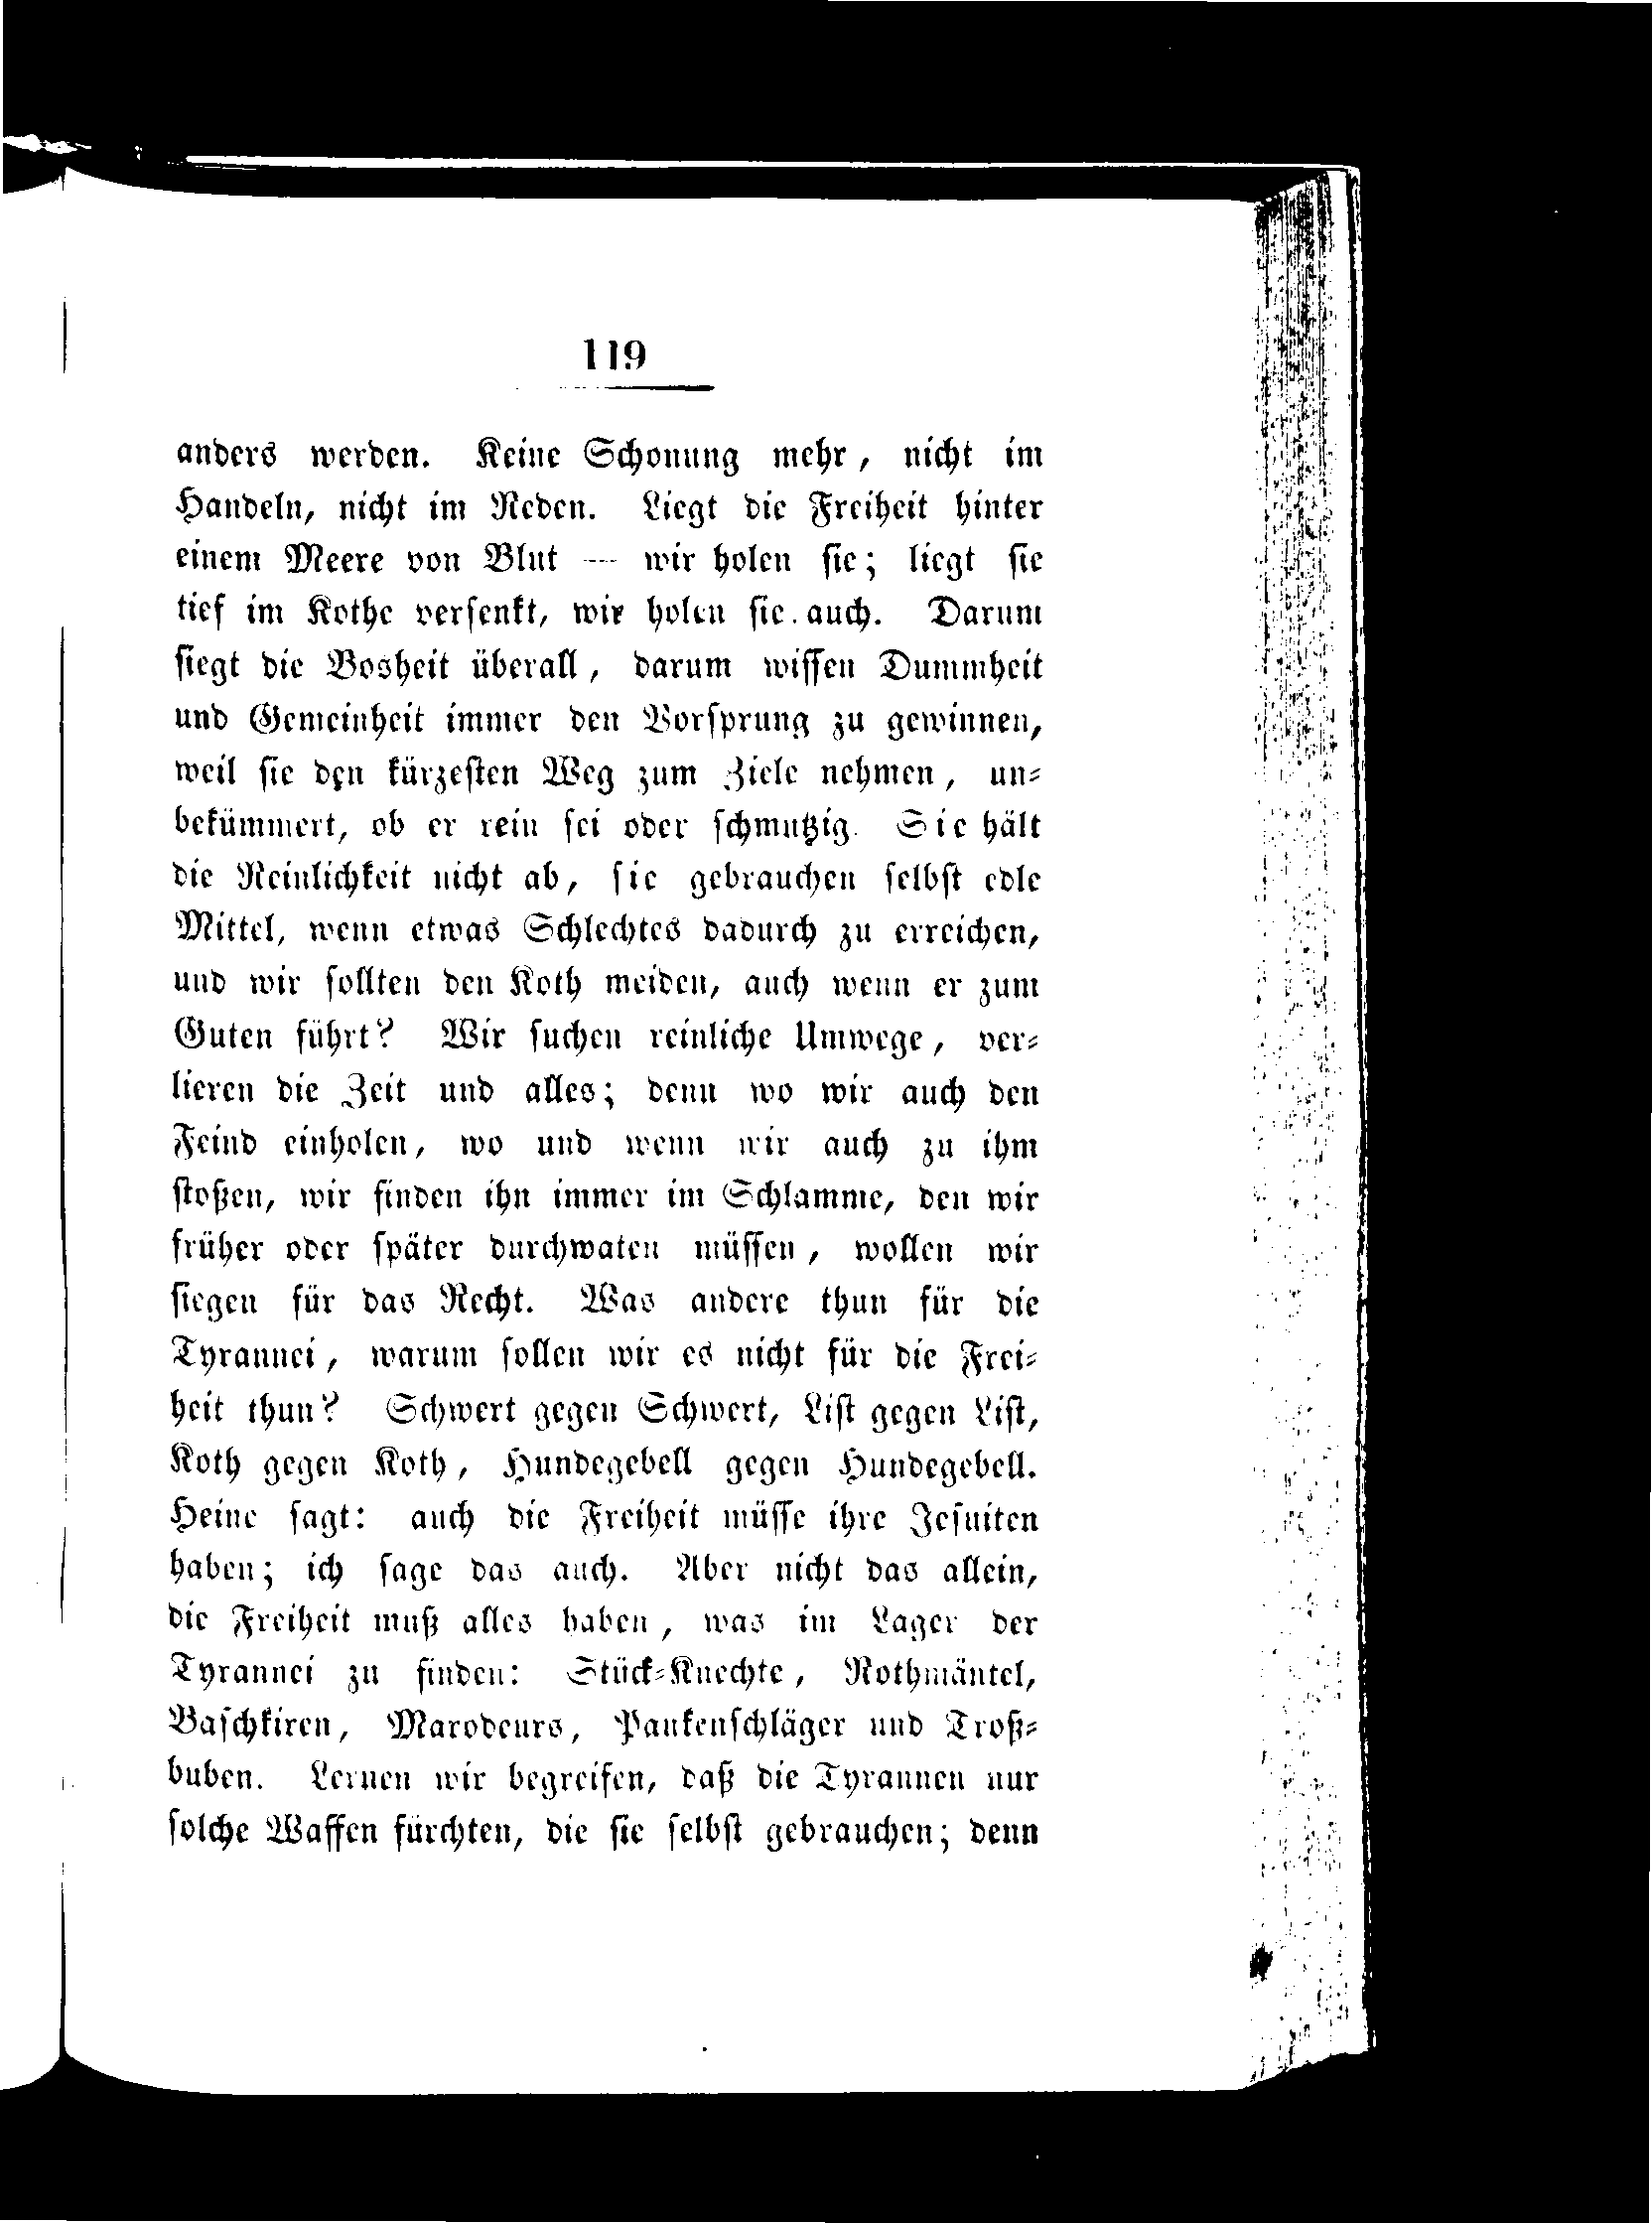 119
anders werden. Keine Schonung mehr, nicht im
Handeln, nicht im Reden. Liegt die Freiheit hinter
einem Meere von Blut — wir holen sie; liegt sie
tief im Kothe versenkt, wir holen sie auch. Darum
siegt die Bosheit überall, darum wissen Dummheit
und Gemeinheit immer den Vorsprung zu gewinnen,
weil sie den kürzesten Weg zum Ziele nehmen, un-
bekümmert, ob er rein sei oder schmutzig. Sie hält
die Reinlichkeit nicht ab, sie gebrauchen selbst edle
Mittel, wenn etwas Schlechtes dadurch zu erreichen,
und wir sollten den Koth meiden, auch wenn er zum
Guten führt? Wir suchen reinliche Umwege, ver-
lieren die Zeit und alles; denn wo wir auch den
Feind einholen, wo und wenn wir auch zu ihm
stoßen, wir finden ihn immer im Schlamme, den wir
früher oder später durchwaten müssen, wollen wir
siegen für das Recht. Was andere thun für die
Tyrannei, warum sollen wir es nicht für die Frei-
heit thun? Schwert gegen Schwert, List gegen List,
Koth gegen Koth, Hundegebell gegen Hundegebell.
Heine sagt: auch die Freiheit müsse ihre Jesuiten
haben; ich sage das auch. Aber nicht das allein,
die Freiheit muß alles haben, was im Lager der
Tyrannei zu finden: Stück-Knechte, Rothmäntel,
Baschkiren, Marodeurs, Paukenschläger und Troß-
buben. Lernen wir begreifen, daß die Tyrannen nur
solche Waffen fürchten, die sie selbst gebrauchen; denn